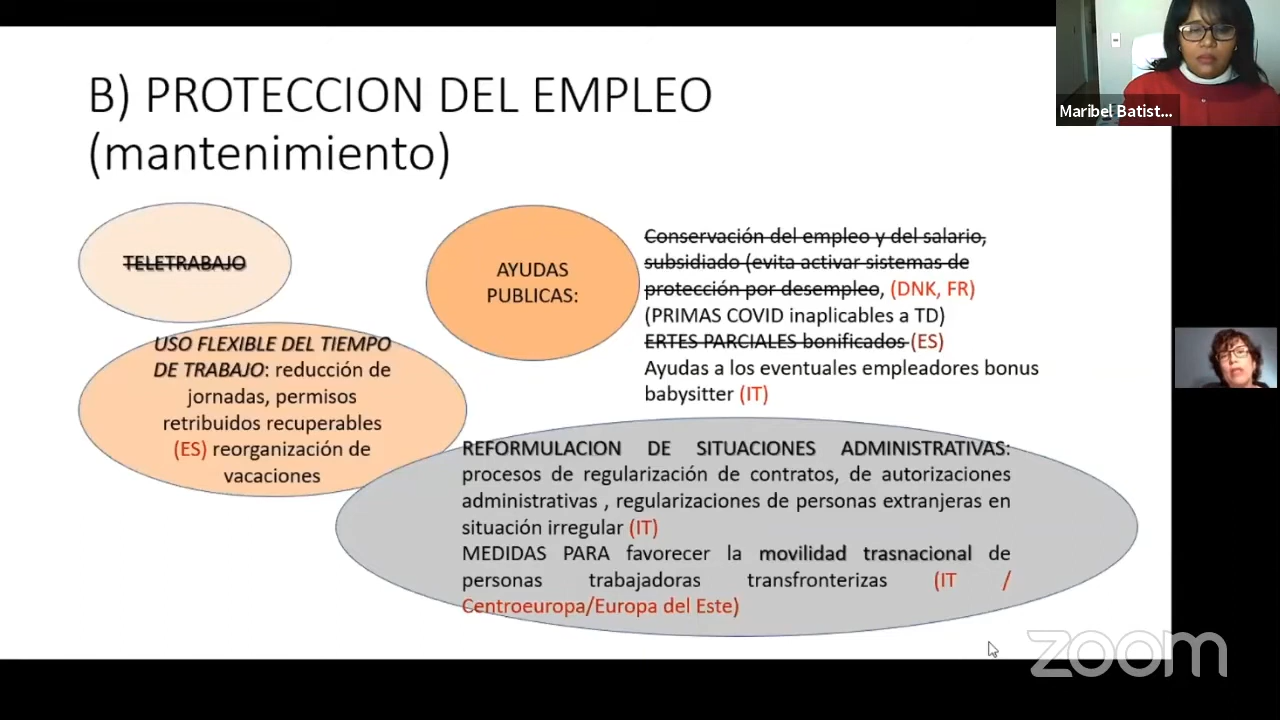 B) PROTECCION DEL EMPLEO
(mantenimiento)
TELETRABAJO
USO FLEXIBLE DEL TIEMPO
DE TRABAJO: reducción de
jornadas, permisos
retribuidos recuperables
(ES) reorganización de
vacaciones
AYUDAS
PUBLICAS:
Conservación del empleo y del salario,
subsidiado (evita activar sistemas de
protección por desempleo, (DNK, FR)
(PRIMAS COVID inaplicables a TD)
ERTES PARCIALES bonificados (ES)
Ayudas a los eventuales empleadores bonus
babysitter (IT)
REFORMULACION DE SITUACIONES ADMINISTRATIVAS:
procesos de regularización de contratos, de autorizaciones
administrativas , regularizaciones de personas extranjeras en
situación irregular (IT)
MEDIDAS PARA favorecer la movilidad trasnacional de
personas trabajadoras transfronterizas (IT /
Centroeuropa/Europa del Este)
Maribel Batist...
zoom